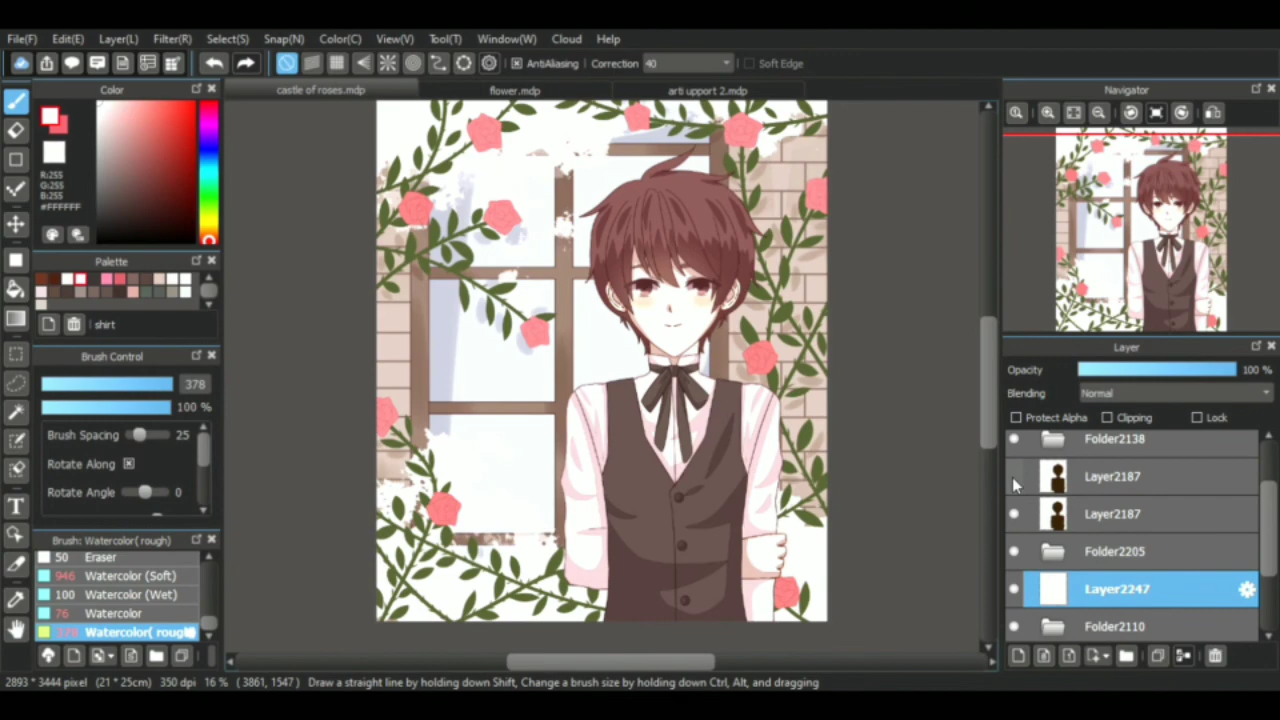 File(F) Edit(E) Layer(L) Filter(R) Select(S) Snap(N) Color(C) View(V) Tool(T) Window(W) Cloud Help
AntiAliasing Correction 40 Soft Edge
Color
castle of roses.mdp flower.mdp arti upport 2.mdp
Navigator
R:255
G:255
B:255
#FFFFFF
Palette
shirt
Brush Control
378
100 %
Brush Spacing 25
Rotate Along
Rotate Angle 0
Brush: Watercolor( rough)
50 Eraser
946 Watercolor (Soft)
100 Watercolor (Wet)
76 Watercolor
378 Watercolor( rough
Layer
Opacity 100 %
Blending Normal
Protect Alpha Clipping Lock
Folder2138
Layer2187
Layer2187
Folder2205
Layer2247
Folder2110
2893 * 3444 pixel (21 * 25cm) 350 dpi 16 % ( 3861, 1547 ) Draw a straight line by holding down Shift, Change a brush size by holding down Ctrl, Alt, and dragging